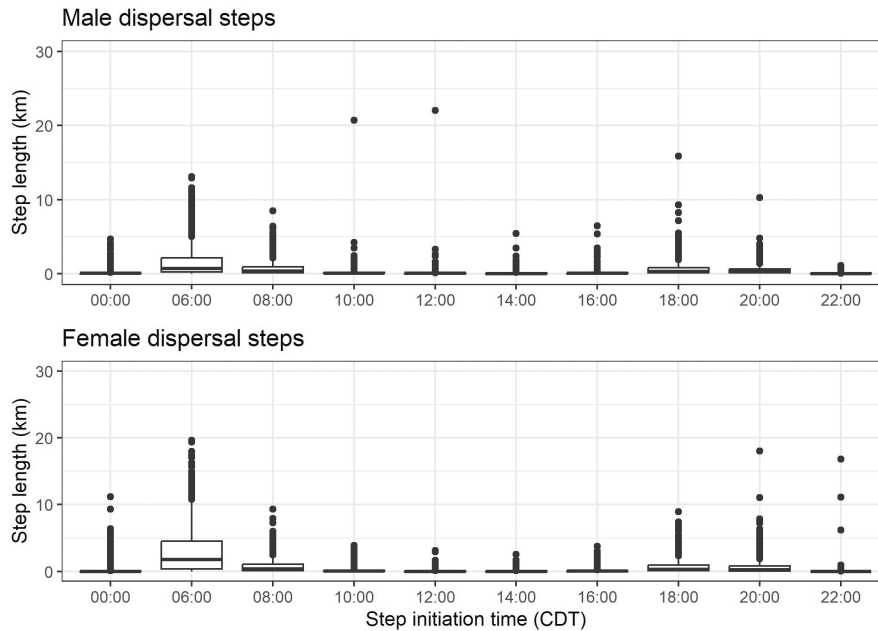 Male dispersal steps
30
20
10
0
Step length (km)
00:00 06:00 08:00 10:00 12:00 14:00 16:00 18:00 20:00 22:00
Female dispersal steps
30
20
10
0
Step length (km)
00:00 06:00 08:00 10:00 12:00 14:00 16:00 18:00 20:00 22:00
Step initiation time (CDT)